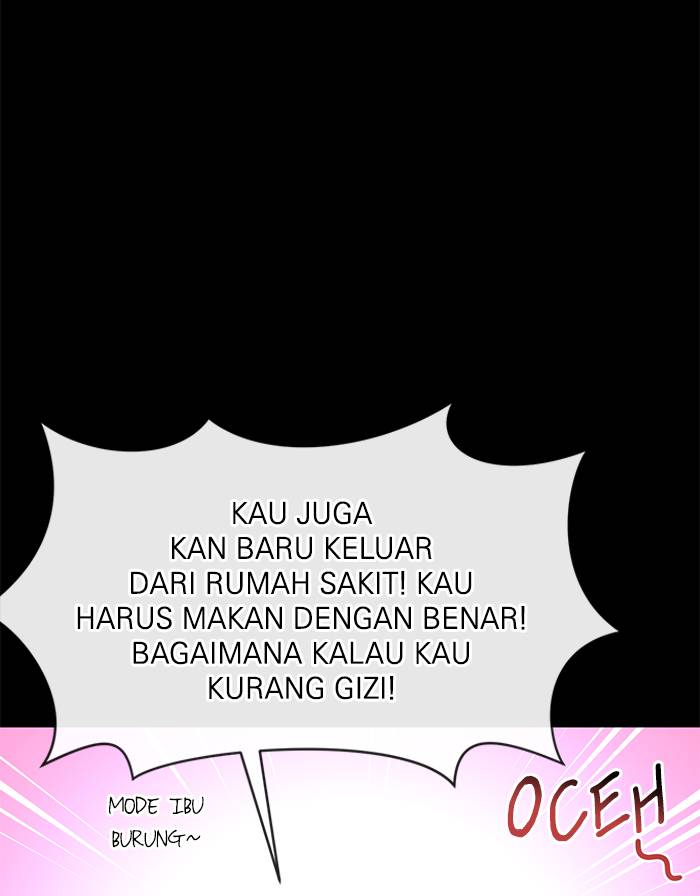 KAU JUGA
KAN BARU KELUAR
DARI RUMAH SAKIT! KAU
HARUS MAKAN DENGAN BENAR!
BAGAIMANA KALAU KAU
KURANG GIZI!
MODE IBU
BURUNG~
OCEH